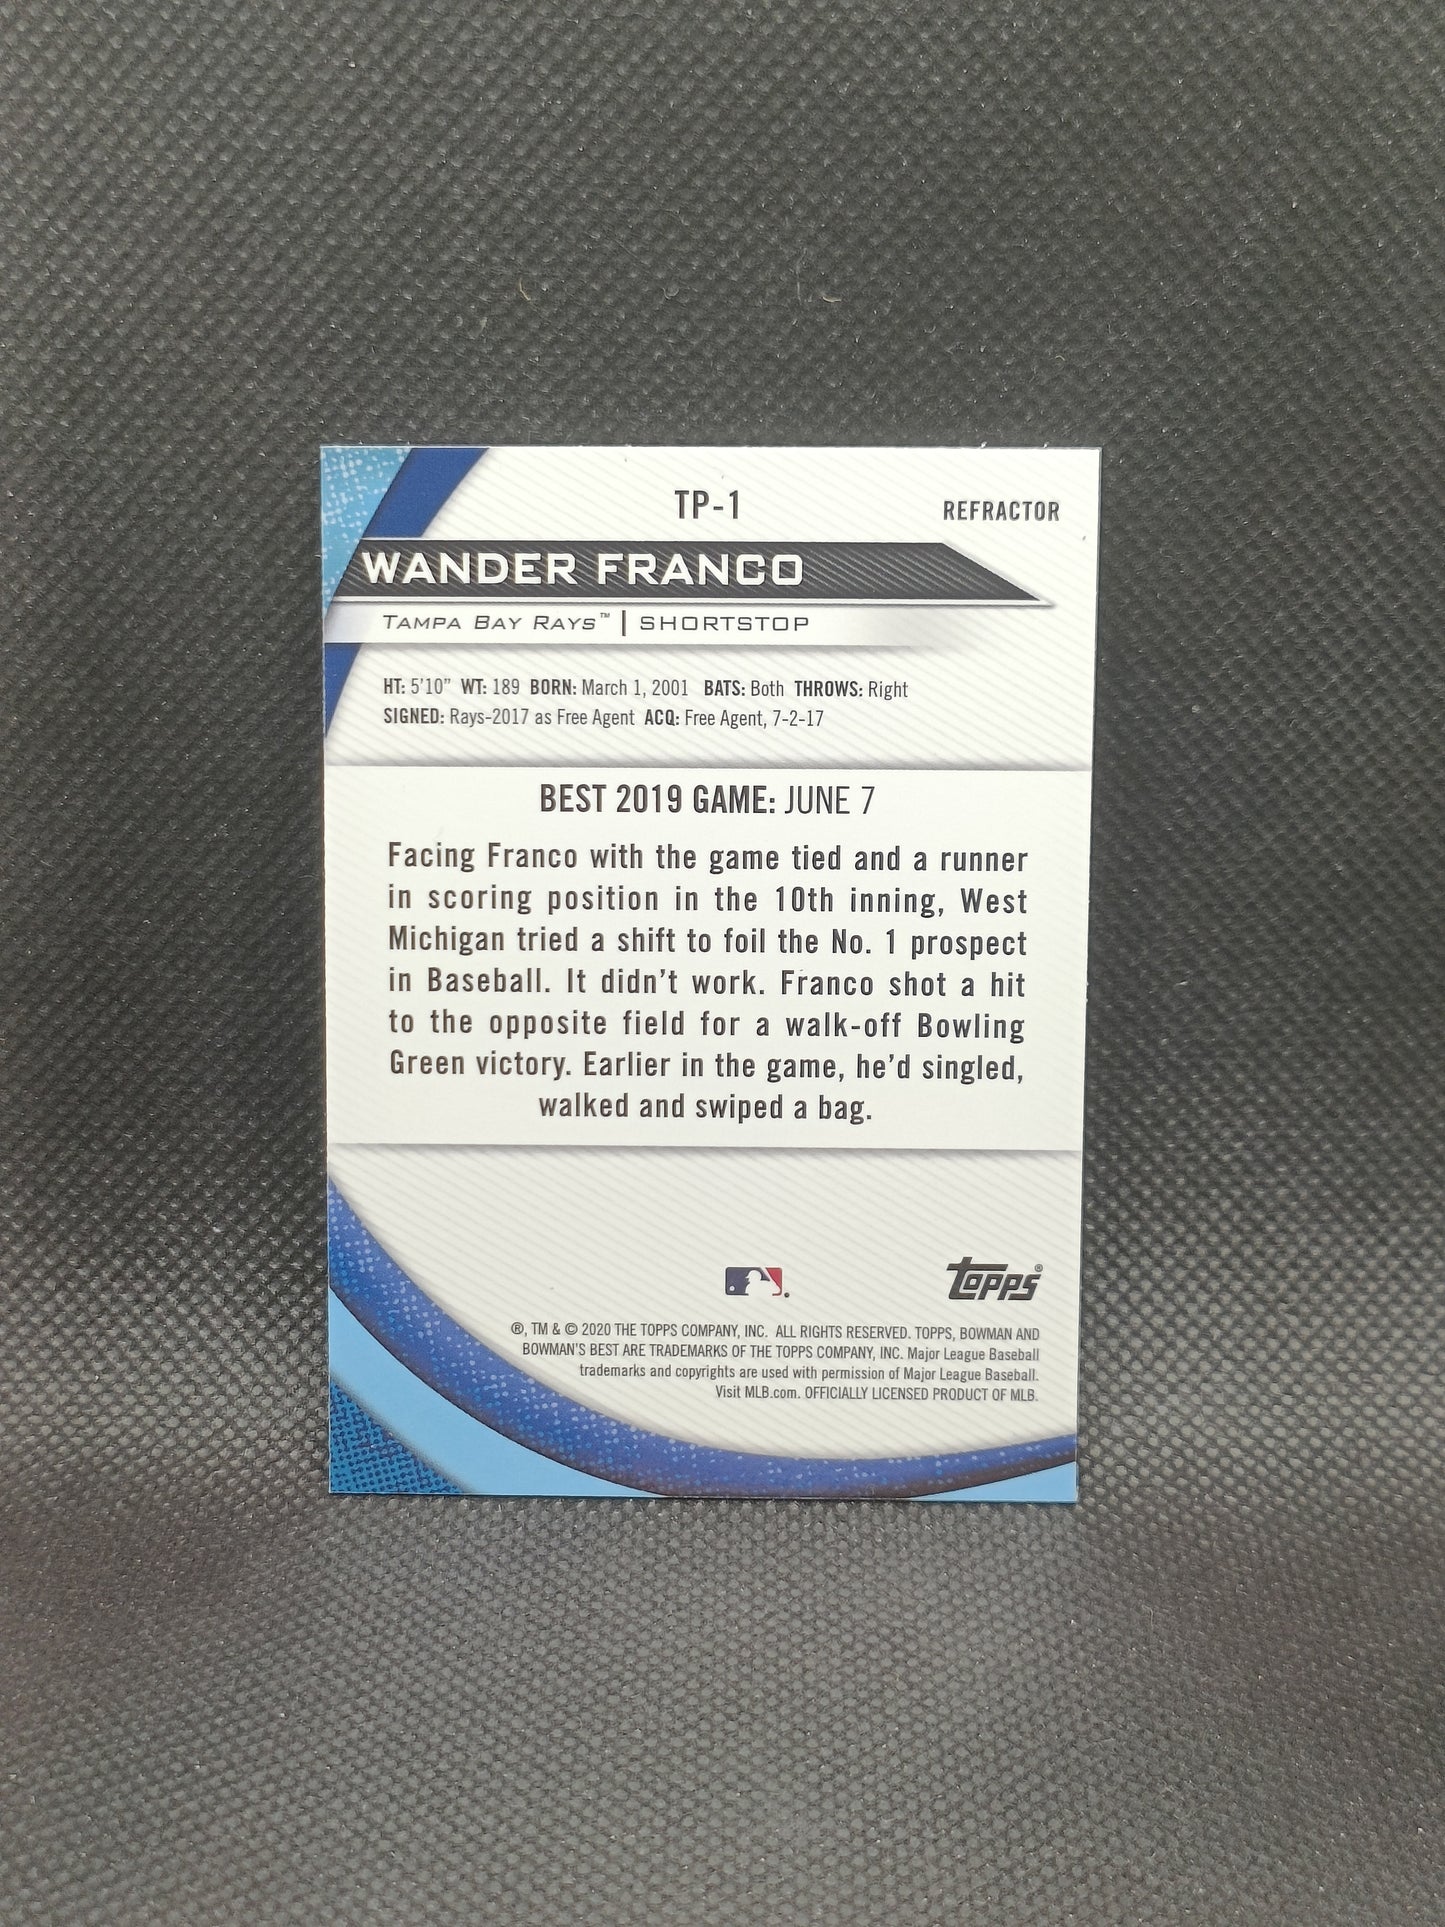 TP-1
REFRACTOR
WANDER FRANCO
TAMPA BAY RAYS™ | SHORTSTOP
HT: 5'10" WT: 189 BORN: March 1, 2001 BATS: Both THROWS: Right
SIGNED: Rays-2017 as Free Agent ACQ: Free Agent, 7-2-17
BEST 2019 GAME: JUNE 7
Facing Franco with the game tied and a runner
in scoring position in the 10th inning, West
Michigan tried a shift to foil the No. 1 prospect
in Baseball. It didn't work. Franco shot a hit
to the opposite field for a walk-off Bowling
Green victory. Earlier in the game, he'd singled,
walked and swiped a bag.
TOPPS®
®, TM & © 2020 THE TOPPS COMPANY, INC. ALL RIGHTS RESERVED. TOPPS, BOWMAN AND
BOWMAN'S BEST ARE TRADEMARKS OF THE TOPPS COMPANY, INC. Major League Baseball
trademarks and copyrights are used with permission of Major League Baseball.
Visit MLB.com. OFFICIALLY LICENSED PRODUCT OF MLB.